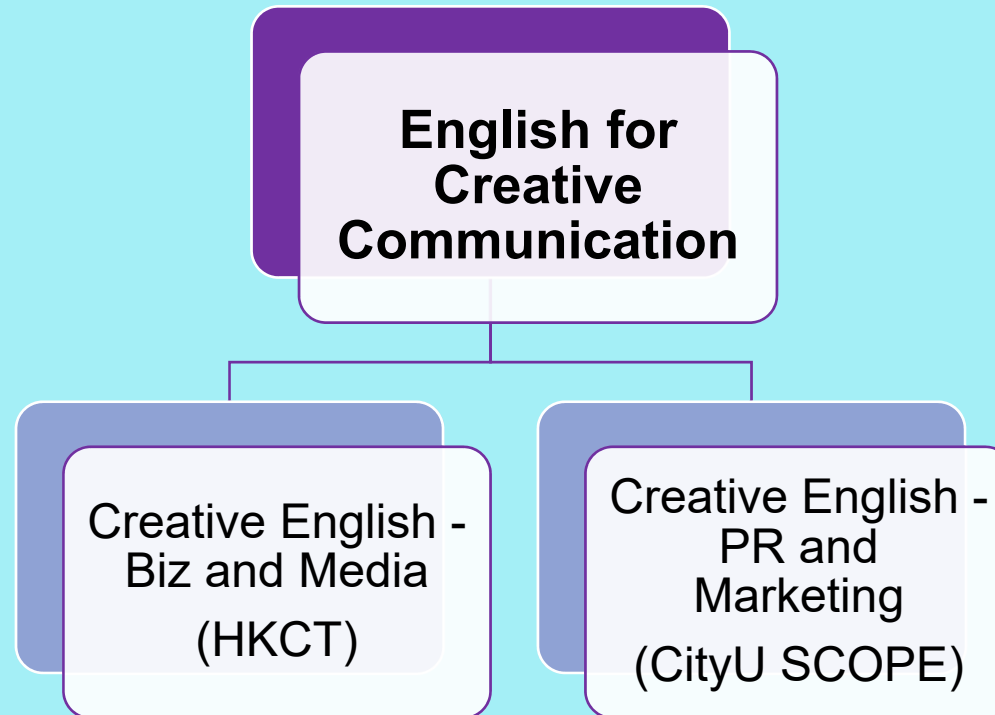 English for
Creative
Communication
Creative English -
Biz and Media
(HKCT)
Creative English -
PR and
Marketing
(CityU SCOPE)